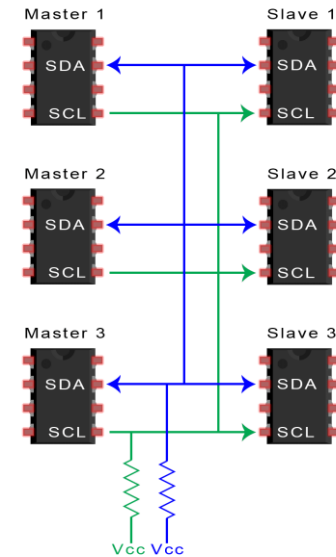 Master 1 Slave 1
SDA SDA
SCL SCL
Master 2 Slave 2
SDA SDA
SCL SCL
Master 3 Slave 3
SDA SDA
SCL SCL
Vcc Vcc